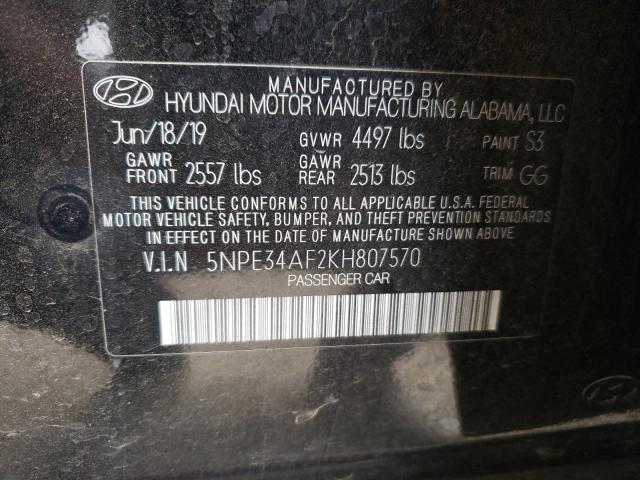 MANUFACTURED BY
HYUNDAI MOTOR MANUFACTURING ALABAMA, LLC
Jun/18/19 GVWR 4497 lbs PAINT S3
GAWR FRONT 2557 lbs GAWR REAR 2513 lbs TRIM GG
THIS VEHICLE CONFORMS TO ALL APPLICABLE U.S.A. FEDERAL
MOTOR VEHICLE SAFETY, BUMPER, AND THEFT PREVENTION STANDARDS
IN EFFECT ON THE DATE OF MANUFACTURE SHOWN ABOVE.
V.I.N 5NPE34AF2KH807570
PASSENGER CAR